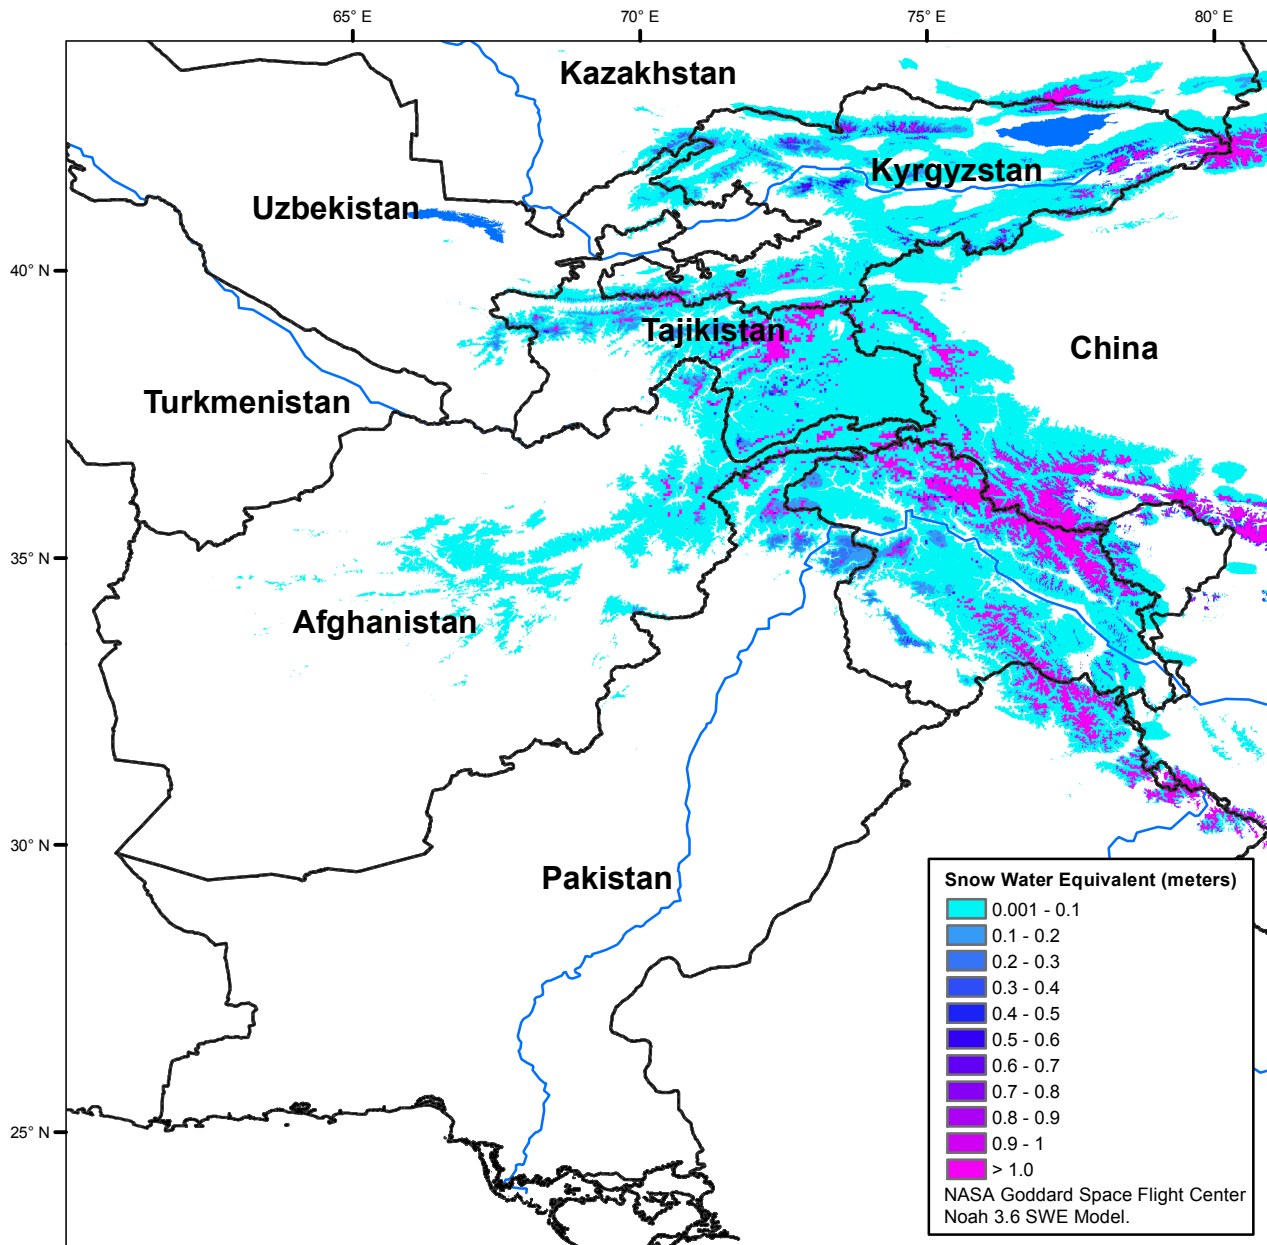 65° E
70° E
75° E
80° E
Kazakhstan
Kyrgyzstan
Uzbekistan
40° N
Tajikistan
China
Turkmenistan
35° N
Afghanistan
30° N
Pakistan
25° N
Snow Water Equivalent (meters)
0.001 - 0.1
0.1 - 0.2
0.2 - 0.3
0.3 - 0.4
0.4 - 0.5
0.5 - 0.6
0.6 - 0.7
0.7 - 0.8
0.8 - 0.9
0.9 - 1
> 1.0
NASA Goddard Space Flight Center
Noah 3.6 SWE Model.